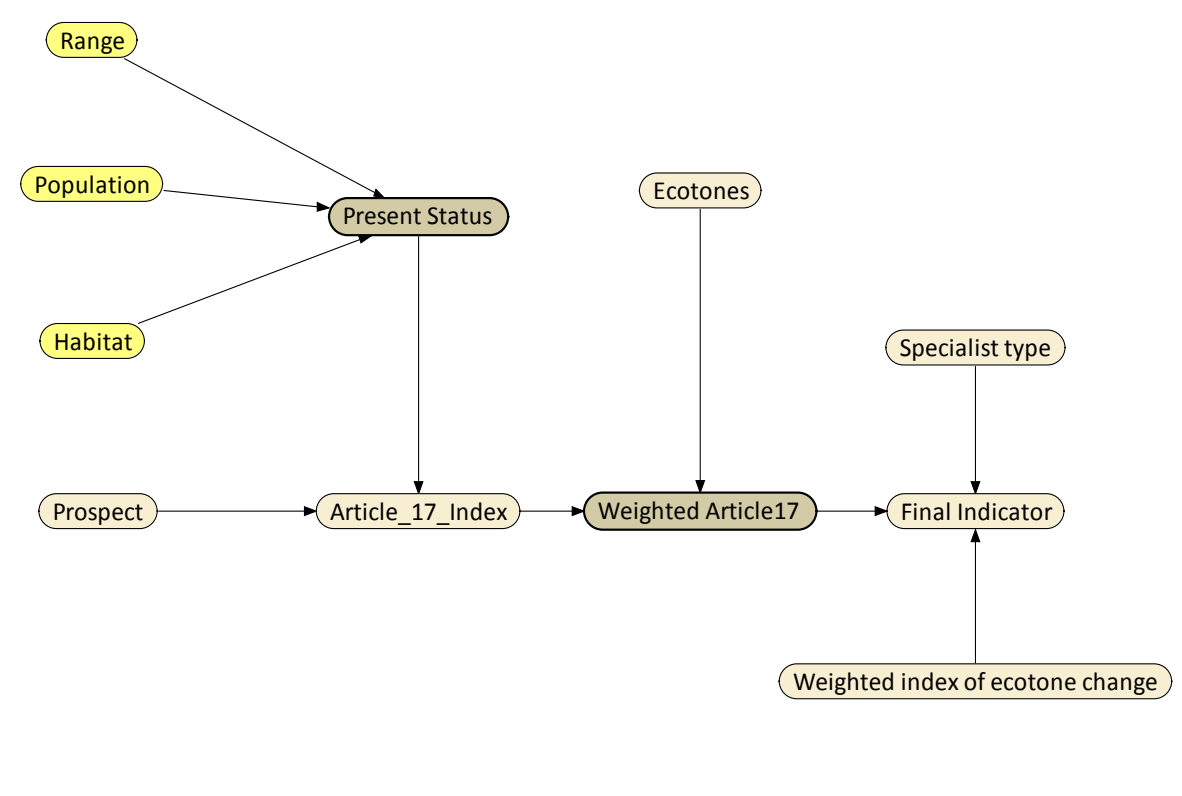 Range
Population
Ecotones
Present Status
Habitat
Specialist type
Prospect
Article_17_Index
Weighted Article17
Final Indicator
Weighted index of ecotone change